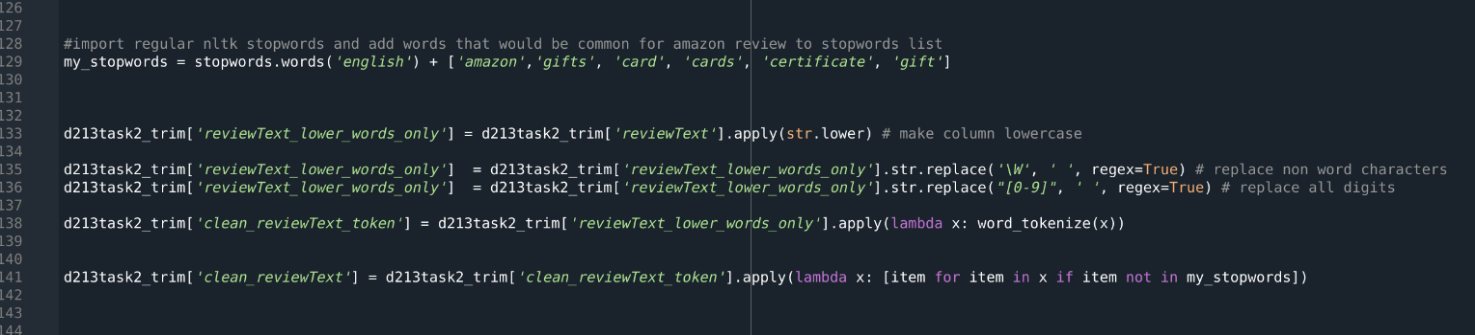 126
127
128 #import regular nltk stopwords and add words that would be common for amazon review to stopwords list
129 my_stopwords = stopwords.words('english') + ['amazon','gifts', 'card', 'cards', 'certificate', 'gift']
130
131
132
133 d213task2_trim['reviewText_lower_words_only'] = d213task2_trim['reviewText'].apply(str.lower) # make column lowercase
134
135 d213task2_trim['reviewText_lower_words_only']  = d213task2_trim['reviewText_lower_words_only'].str.replace('\W', ' ', regex=True) # replace non word characters
136 d213task2_trim['reviewText_lower_words_only']  = d213task2_trim['reviewText_lower_words_only'].str.replace("[0-9]", ' ', regex=True) # replace all digits
137
138 d213task2_trim['clean_reviewText_token'] = d213task2_trim['reviewText_lower_words_only'].apply(lambda x: word_tokenize(x))
139
140
141 d213task2_trim['clean_reviewText'] = d213task2_trim['clean_reviewText_token'].apply(lambda x: [item for item in x if item not in my_stopwords])
142
143
144